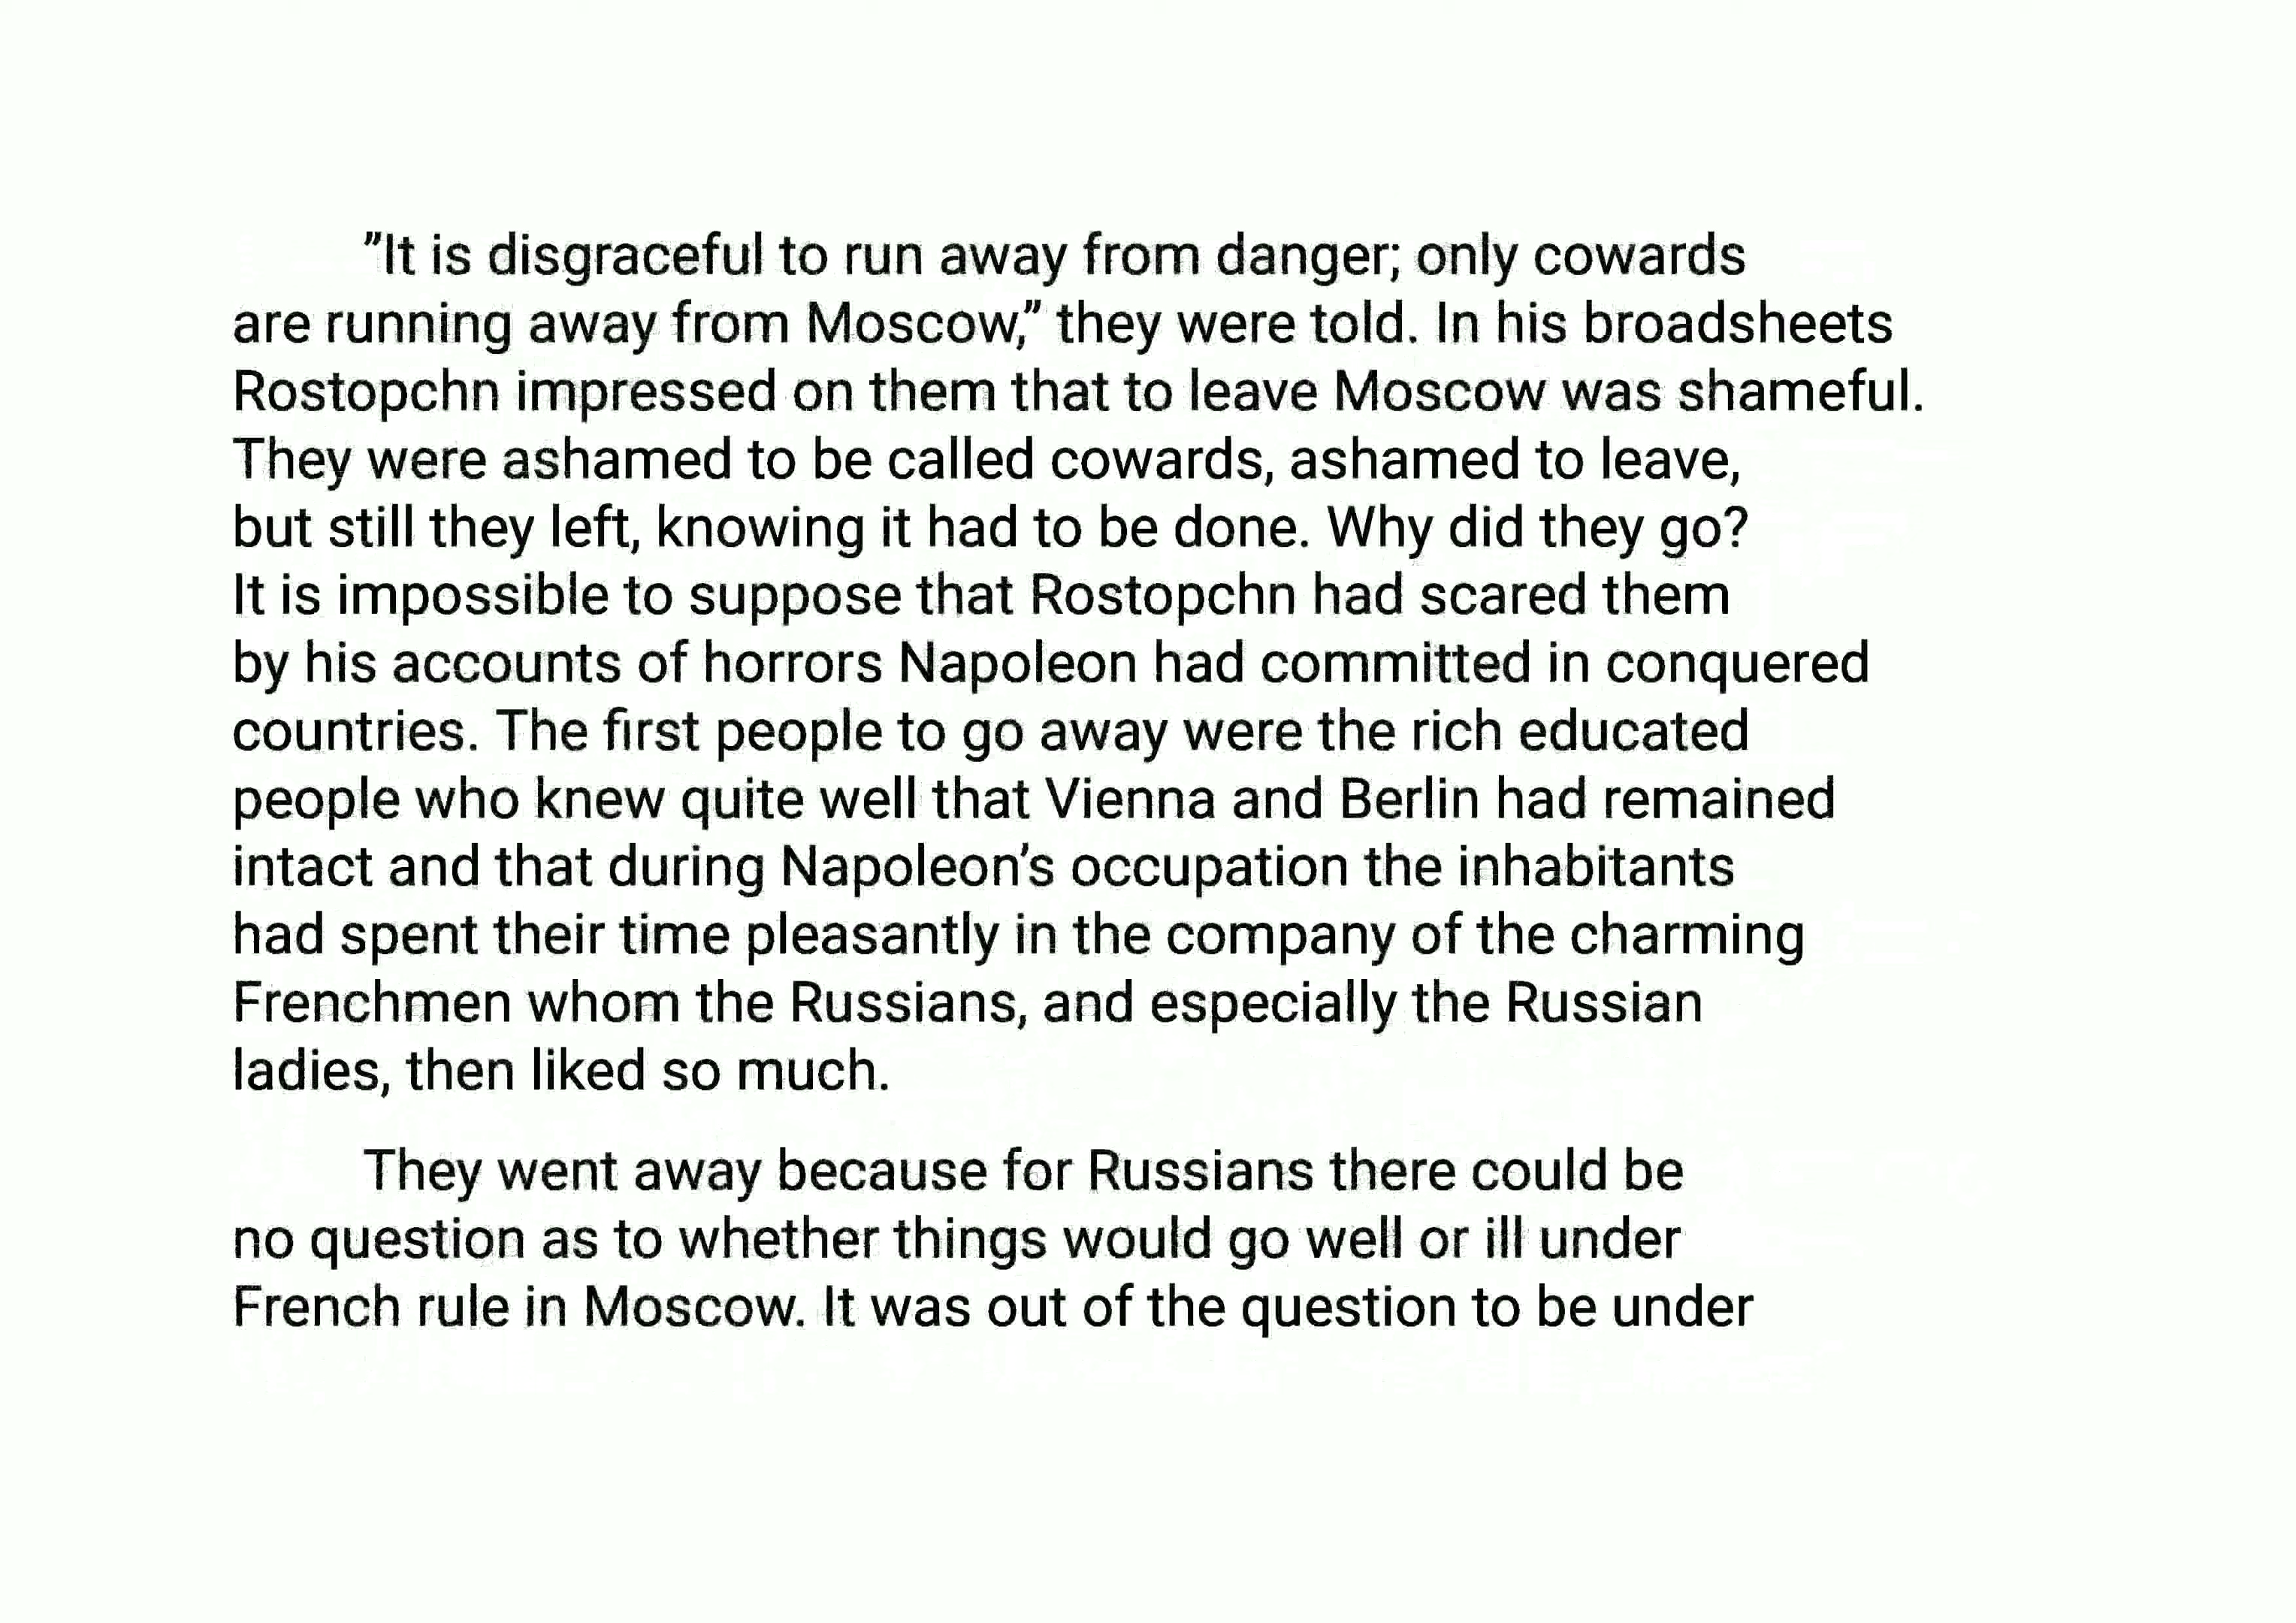 ”It is disgraceful to run away from danger; only cowards
are running away from Moscow,” they were told. In his broadsheets
Rostopchn impressed on them that to leave Moscow was shameful.
They were ashamed to be called cowards, ashamed to leave,
but still they left, knowing it had to be done. Why did they go?
It is impossible to suppose that Rostopchn had scared them
by his accounts of horrors Napoleon had committed in conquered
countries. The first people to go away were the rich educated
people who knew quite well that Vienna and Berlin had remained
intact and that during Napoleon’s occupation the inhabitants
had spent their time pleasantly in the company of the charming
Frenchmen whom the Russians, and especially the Russian
ladies, then liked so much.
They went away because for Russians there could be
no question as to whether things would go well or ill under
French rule in Moscow. It was out of the question to be under